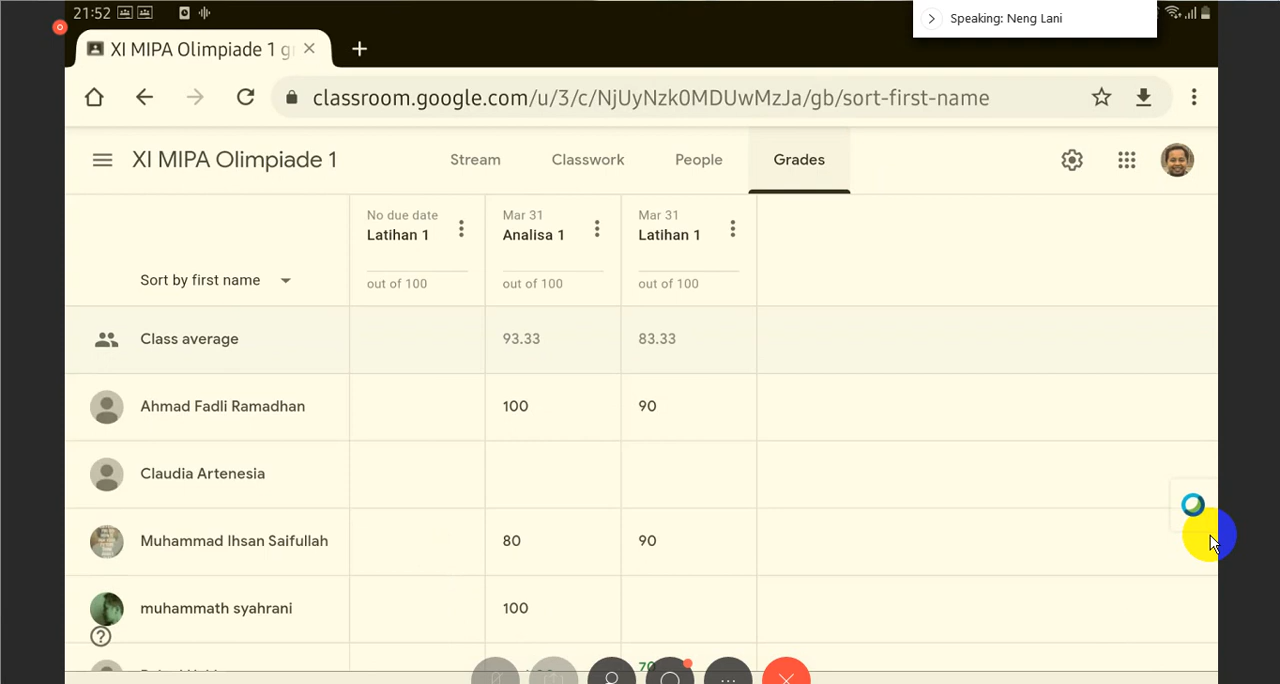 21:52
Speaking: Neng Lani
XI MIPA Olimpiade 1 g
classroom.google.com/u/3/c/NjUyNzk0MDUwMzJa/gb/sort-first-name
XI MIPA Olimpiade 1
Stream
Classwork
People
Grades
No due date
Latihan 1
out of 100
Mar 31
Analisa 1
out of 100
Mar 31
Latihan 1
out of 100
Sort by first name
Class average 93.33 83.33
Ahmad Fadli Ramadhan 100 90
Claudia Artenesia
Muhammad Ihsan Saifullah 80 90
muhammath syahrani 100
70